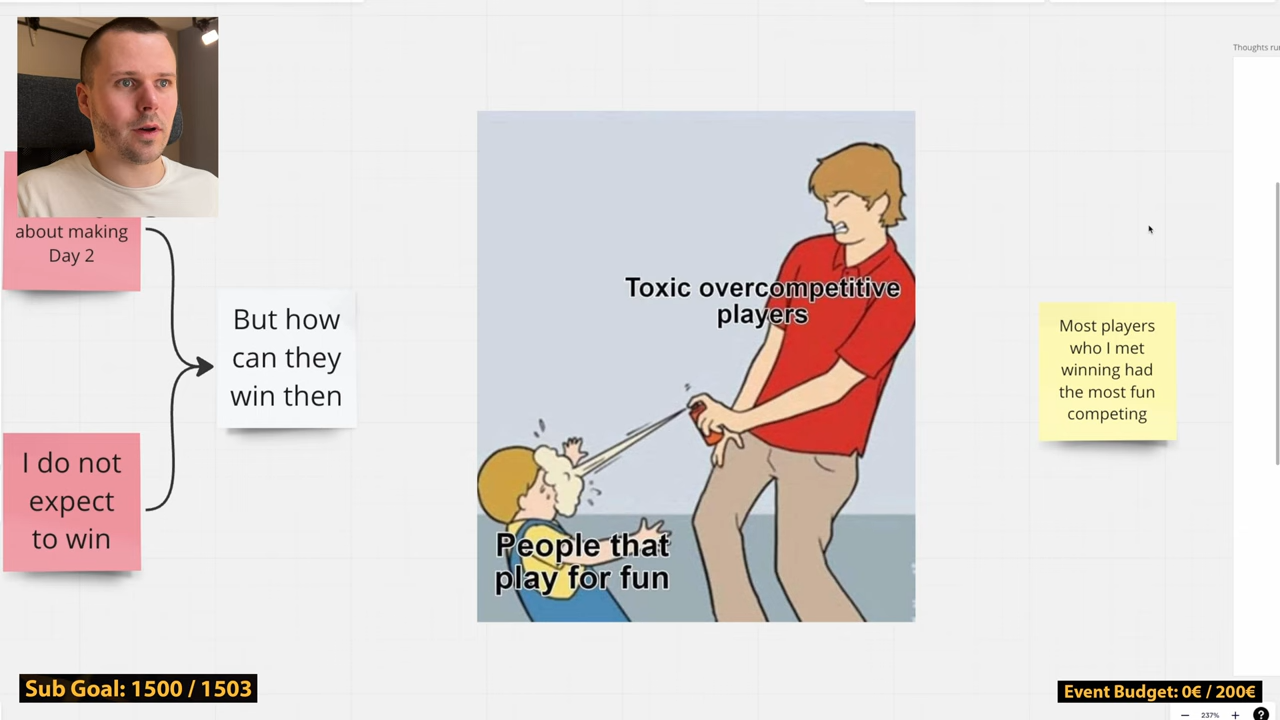 Thoughts
about making
Day 2
I do not
expect
to win
But how
can they
win then
Toxic overcompetitive
players
People that
play for fun
Most players
who I met
winning had
the most fun
competing
Sub Goal: 1500 / 1503
Event Budget: 0€ / 200€
237%